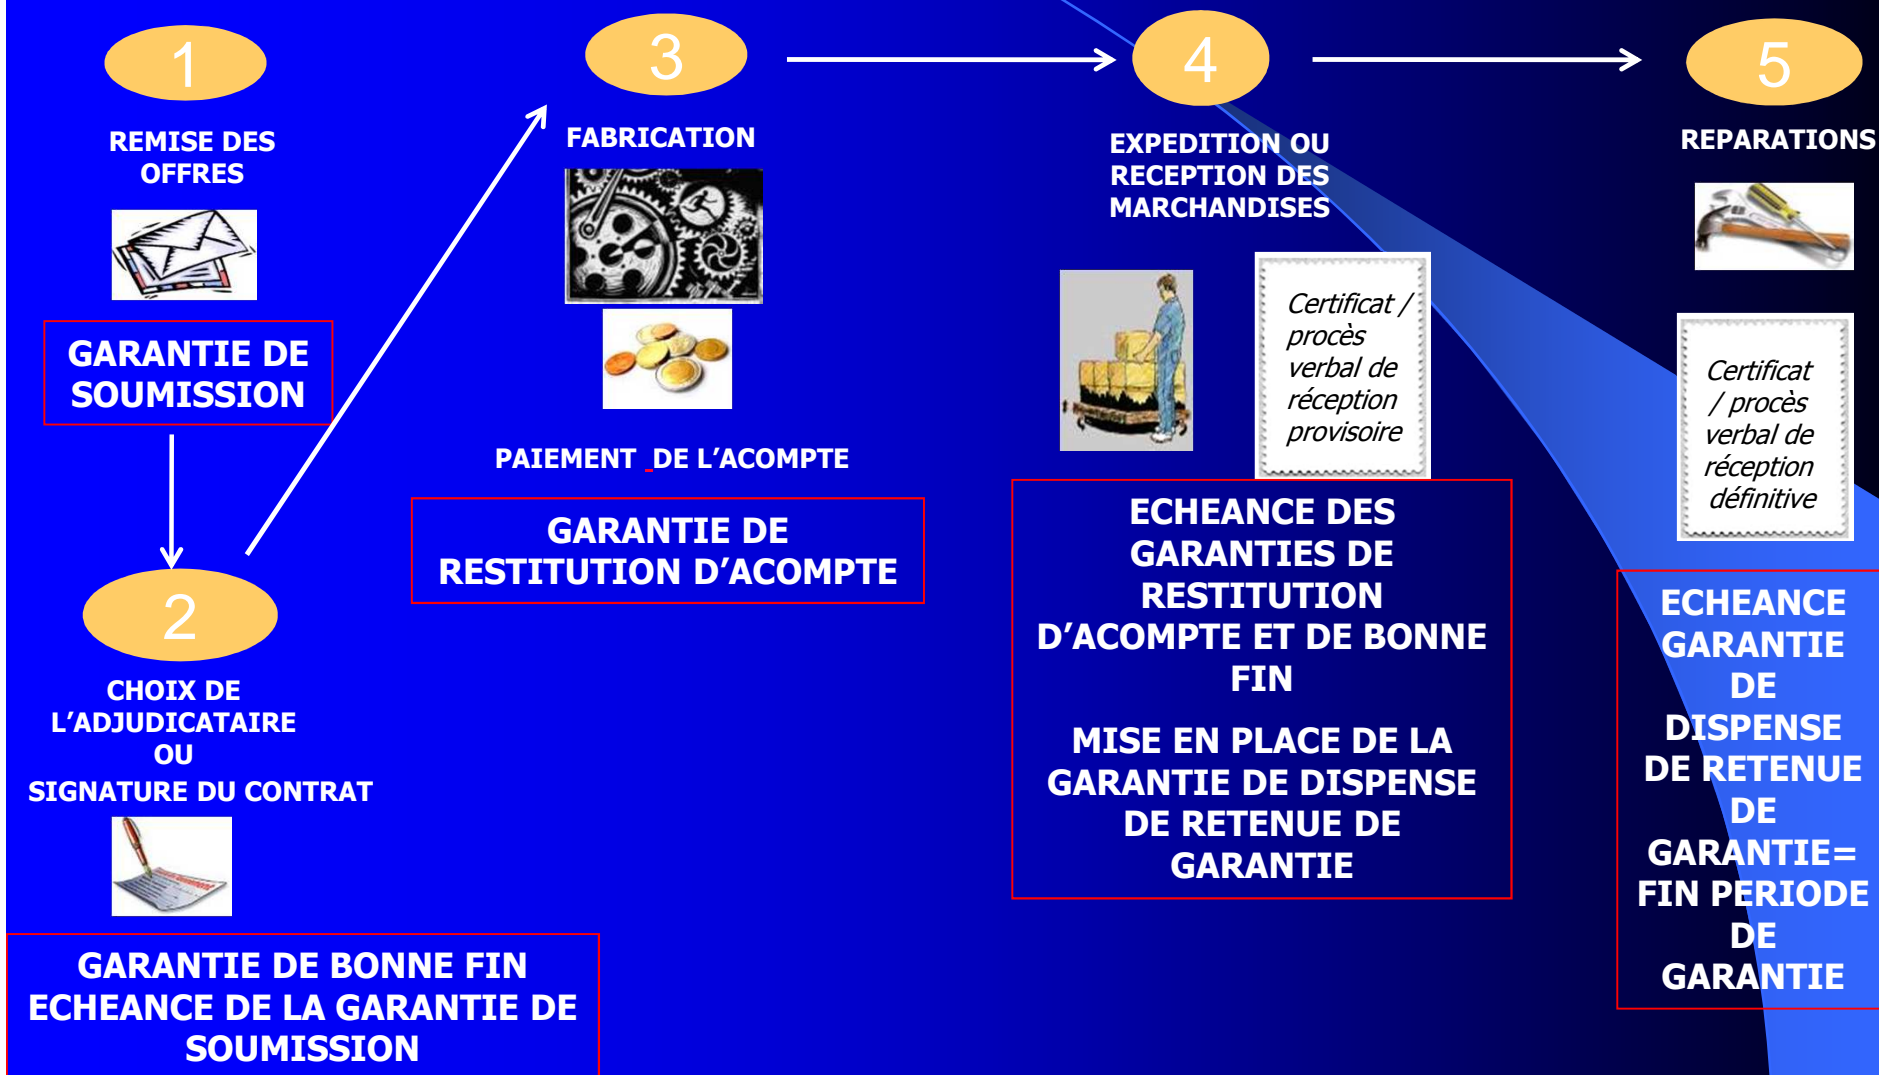 1
REMISE DES
OFFRES
GARANTIE DE
SOUMISSION
2
CHOIX DE
L’ADJUDICATAIRE
OU
SIGNATURE DU CONTRAT
GARANTIE DE BONNE FIN
ECHEANCE DE LA GARANTIE DE
SOUMISSION
3
FABRICATION
PAIEMENT _DE L’ACOMPTE
GARANTIE DE
RESTITUTION D’ACOMPTE
4
EXPEDITION OU
RECEPTION DES
MARCHANDISES
Certificat /
procès
verbal de
réception
provisoire
ECHEANCE DES
GARANTIES DE
RESTITUTION
D’ACOMPTE ET DE BONNE
FIN
MISE EN PLACE DE LA
GARANTIE DE DISPENSE
DE RETENUE DE
GARANTIE
5
REPARATIONS
Certificat
/ procès
verbal de
réception
définitive
ECHEANCE
GARANTIE
DE
DISPENSE
DE RETENUE
DE
GARANTIE=
FIN PERIODE
DE
GARANTIE